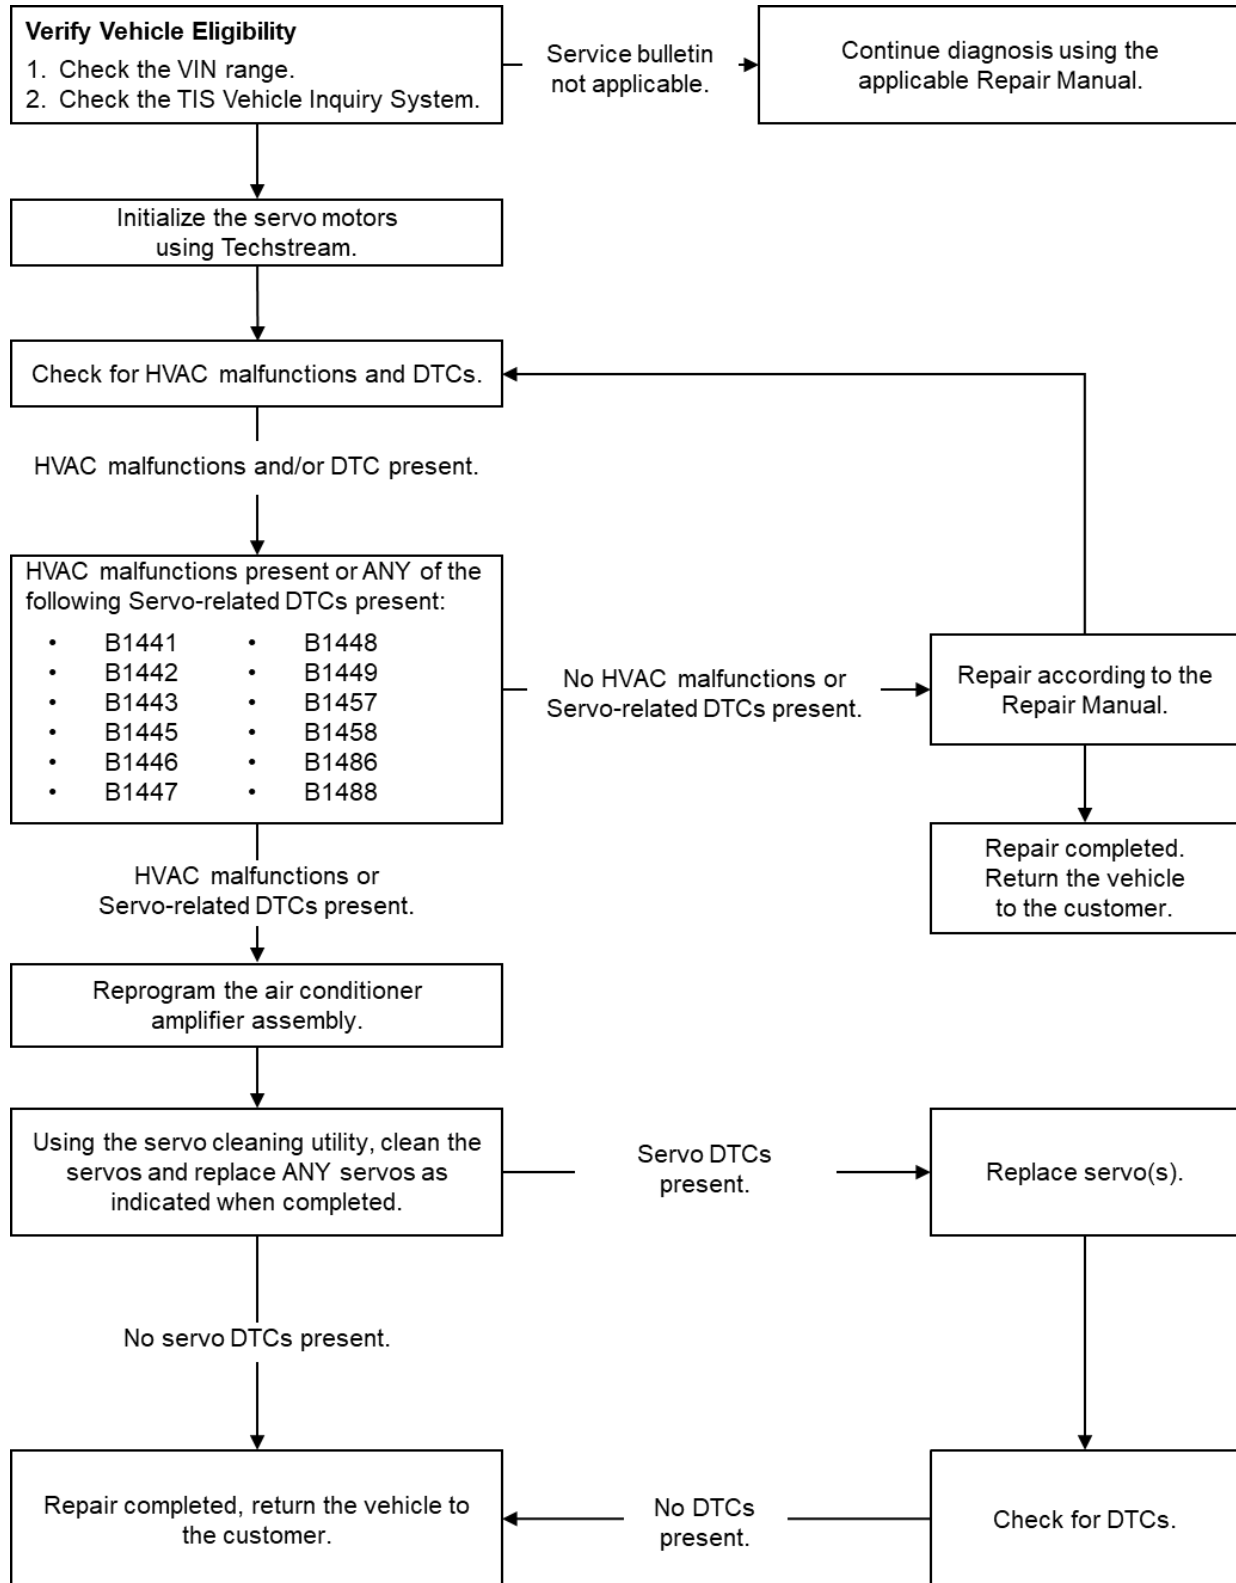 Verify Vehicle Eligibility
1. Check the VIN range.
2. Check the TIS Vehicle Inquiry System.
Service bulletin
not applicable.
Continue diagnosis using the
applicable Repair Manual.
Initialize the servo motors
using Techstream.
Check for HVAC malfunctions and DTCs.
HVAC malfunctions and/or DTC present.
HVAC malfunctions present or ANY of the
following Servo-related DTCs present:
• B1441 • B1448
• B1442 • B1449
• B1443 • B1457
• B1445 • B1458
• B1446 • B1486
• B1447 • B1488
No HVAC malfunctions or
Servo-related DTCs present.
Repair according to the
Repair Manual.
Repair completed.
Return the vehicle
to the customer.
HVAC malfunctions or
Servo-related DTCs present.
Reprogram the air conditioner
amplifier assembly.
Using the servo cleaning utility, clean the
servos and replace ANY servos as
indicated when completed.
Servo DTCs
present.
Replace servo(s).
No servo DTCs present.
Repair completed, return the vehicle to
the customer.
No DTCs
present.
Check for DTCs.